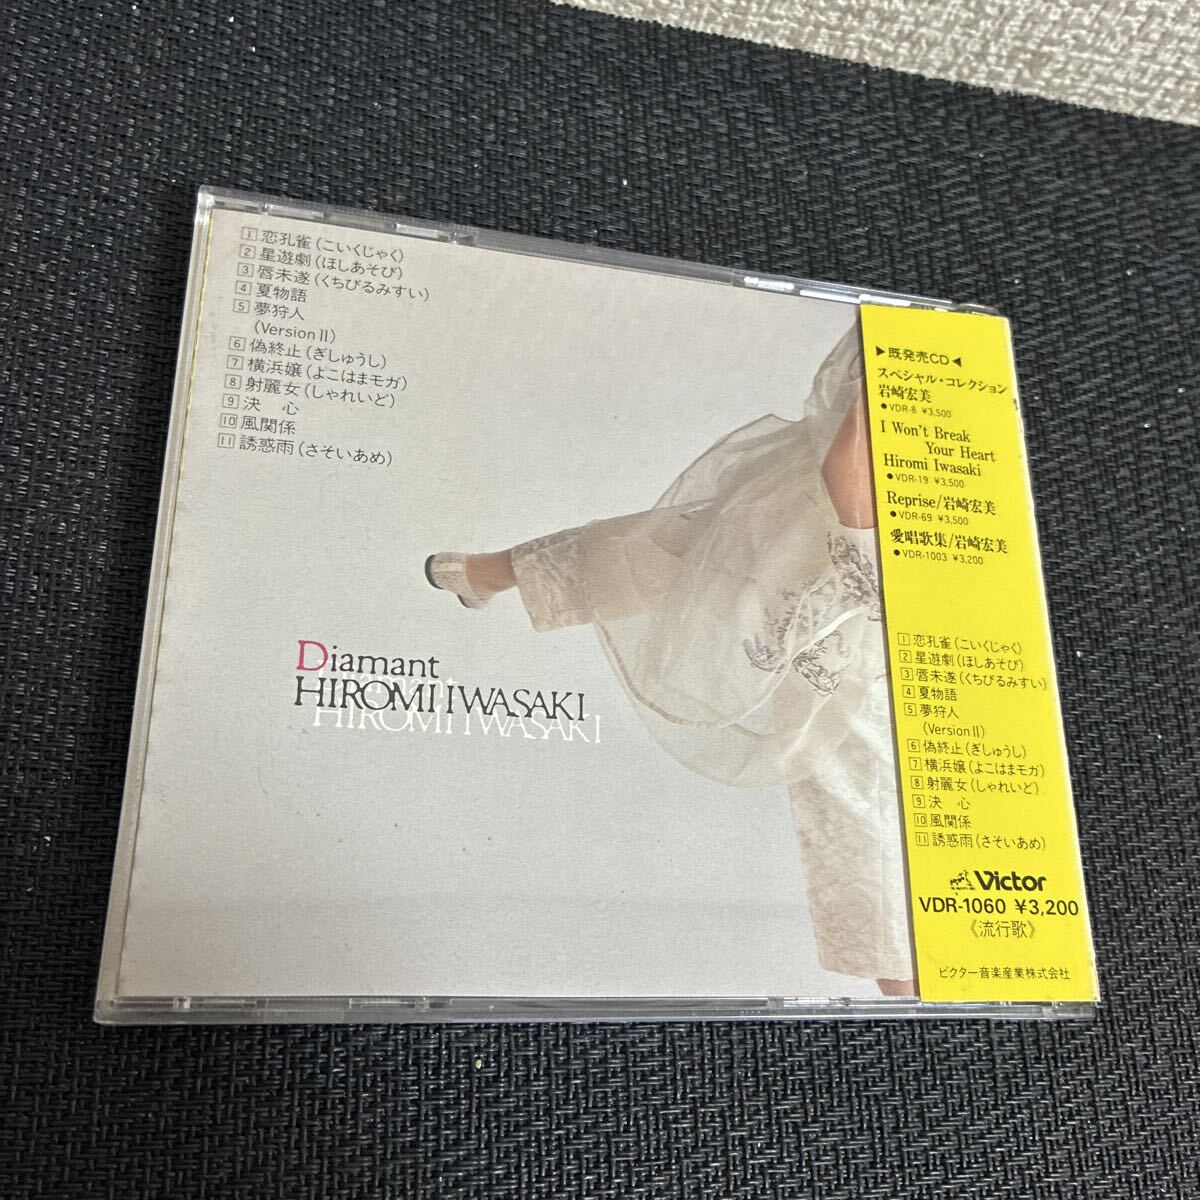 1 恋孔雀(こいくじゃく)
2 星遊劇(ほしあそび)
3 唇未遂(くちびるみすい)
4 夏物語
5 夢狩人
(Version II)
6 偽終止(ぎしゅうし)
7 横浜嬢(よこはまモガ)
8 射麗女(しゃれいど)
9 決 心
10 風関係
11 誘惑雨(さそいあめ)
Diamant
HIROMI IWASAKI
HIROMI IWASAKI
▶既発売CD◀
スペシャル・コレクション
岩崎宏美
●VDR-8 ¥3,500
I Won't Break
Your Heart
Hiromi Iwasaki
●VDR-19 ¥3,500
Reprise/岩崎宏美
●VDR-69 ¥3,500
愛唱歌集/岩崎宏美
●VDR-1003 ¥3,200
1 恋孔雀(こいくじゃく)
2 星遊劇(ほしあそび)
3 唇未遂(くちびるみすい)
4 夏物語
5 夢狩人
(Version II)
6 偽終止(ぎしゅうし)
7 横浜嬢(よこはまモガ)
8 射麗女(しゃれいど)
9 決 心
10 風関係
11 誘惑雨(さそいあめ)
Victor
VDR-1060 ¥3,200
《流行歌》
ビクター音楽産業株式会社